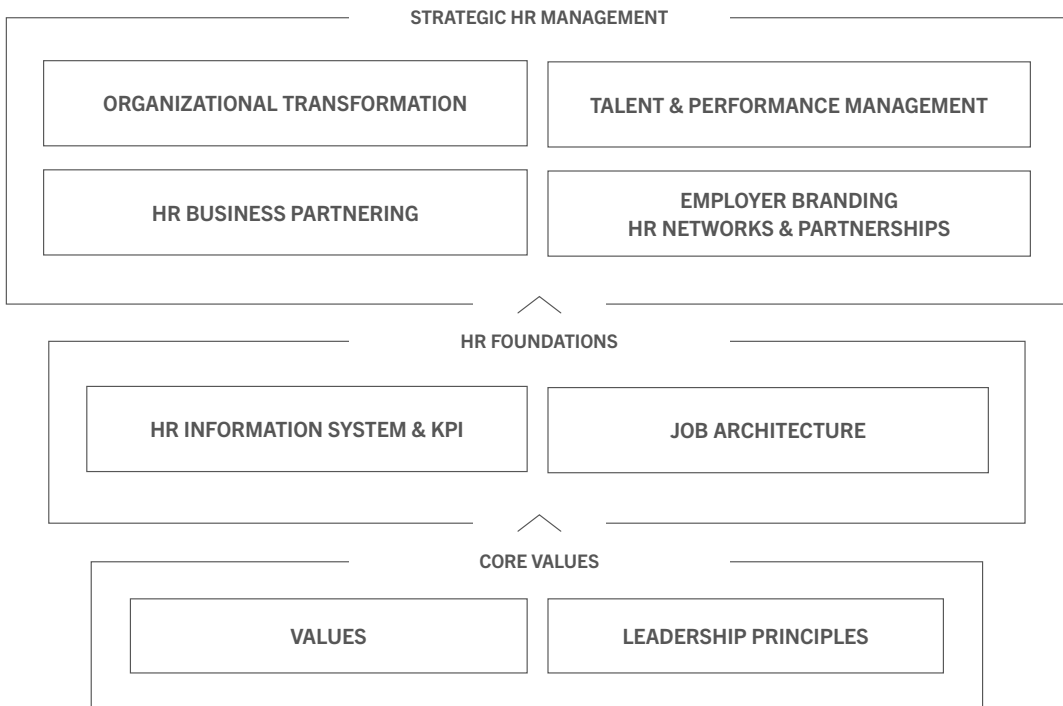 STRATEGIC HR MANAGEMENT
ORGANIZATIONAL TRANSFORMATION
TALENT & PERFORMANCE MANAGEMENT
HR BUSINESS PARTNERING
EMPLOYER BRANDING
HR NETWORKS & PARTNERSHIPS
HR FOUNDATIONS
HR INFORMATION SYSTEM & KPI
JOB ARCHITECTURE
CORE VALUES
VALUES
LEADERSHIP PRINCIPLES